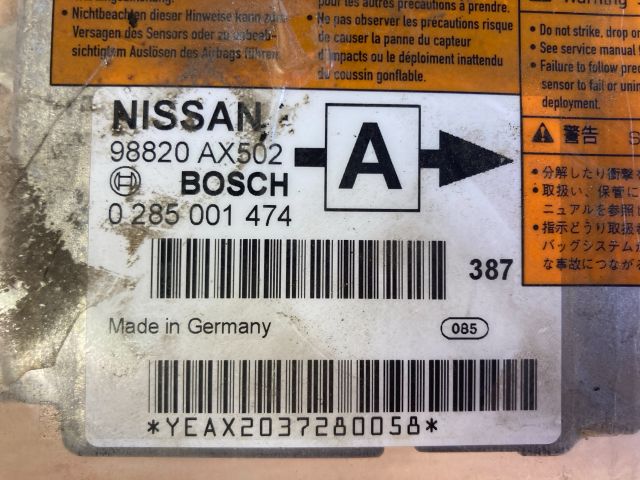 • Nichtbeachten dieser Hinweise kann zum
Versagen des Sensors oder zu unbeab-
sichtigtem Auslösen des Airbags führen.
pour les autres précautions à prendre.
• Ne pas observer les précautions risque
de causer la panne du capteur
d'impacts ou le déploiement inattendu
du coussin gonflable.
Warning
• Do not strike, drop or
• See service manual
• Failure to follow prec
sensor to fail or unin
deployment.
警告 S
• 分解したり衝撃を
• 取扱い、保管に
ニュアルを参照
• 指示どうり取扱
バッグシステムが
な事故につなが
NISSAN
98820 AX502
BOSCH
0 285 001 474
A
387
Made in Germany
085
*YEAX2037280058*